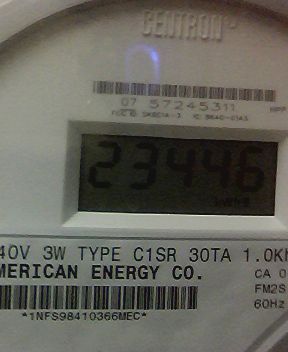 CENTRON
07 57245311
23446
40V 3W TYPE C1SR 30TA 1.0K
MERICAN ENERGY CO.
CA 0
FM2S
60Hz
*1NFS98410366MEC*